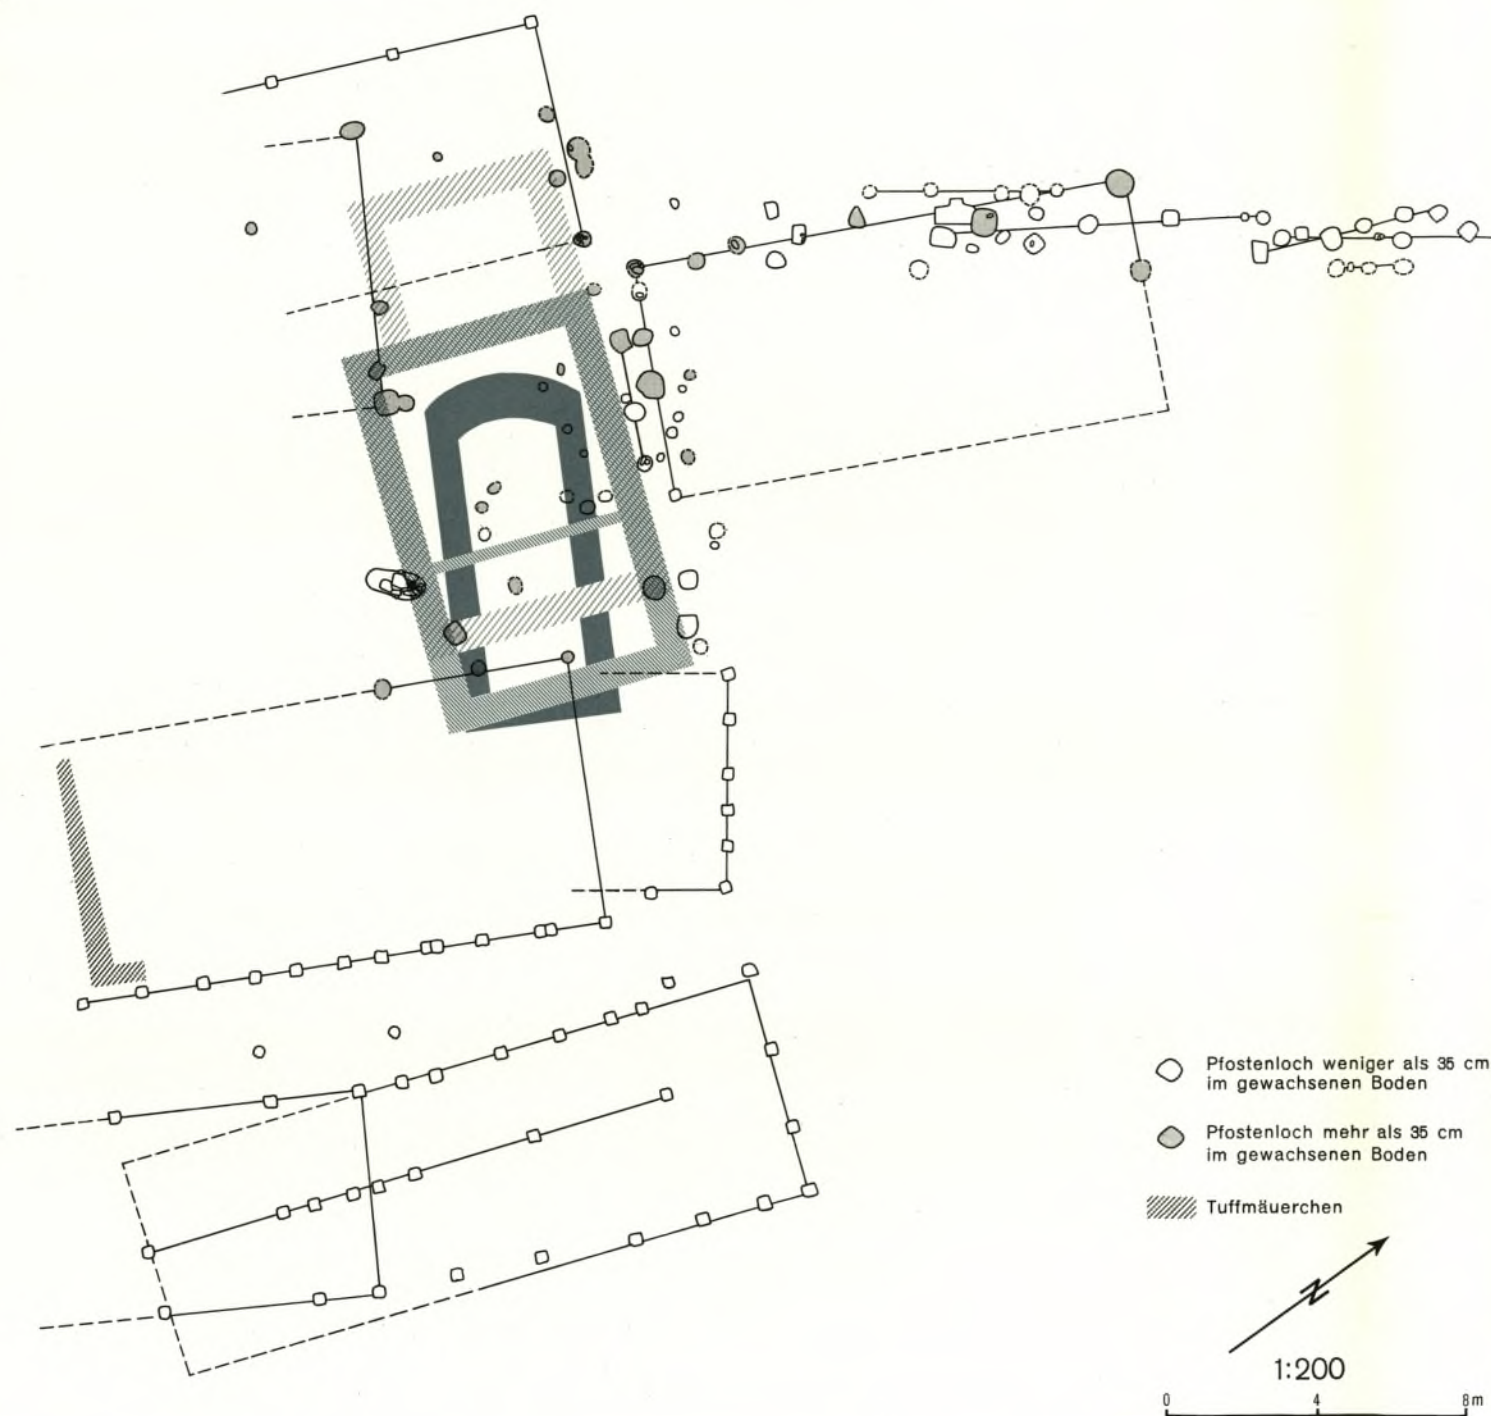 Pfostenloch weniger als 35 cm
im gewachsenen Boden
Pfostenloch mehr als 35 cm
im gewachsenen Boden
Tuffmäuerchen
N
1:200
0 4 8m